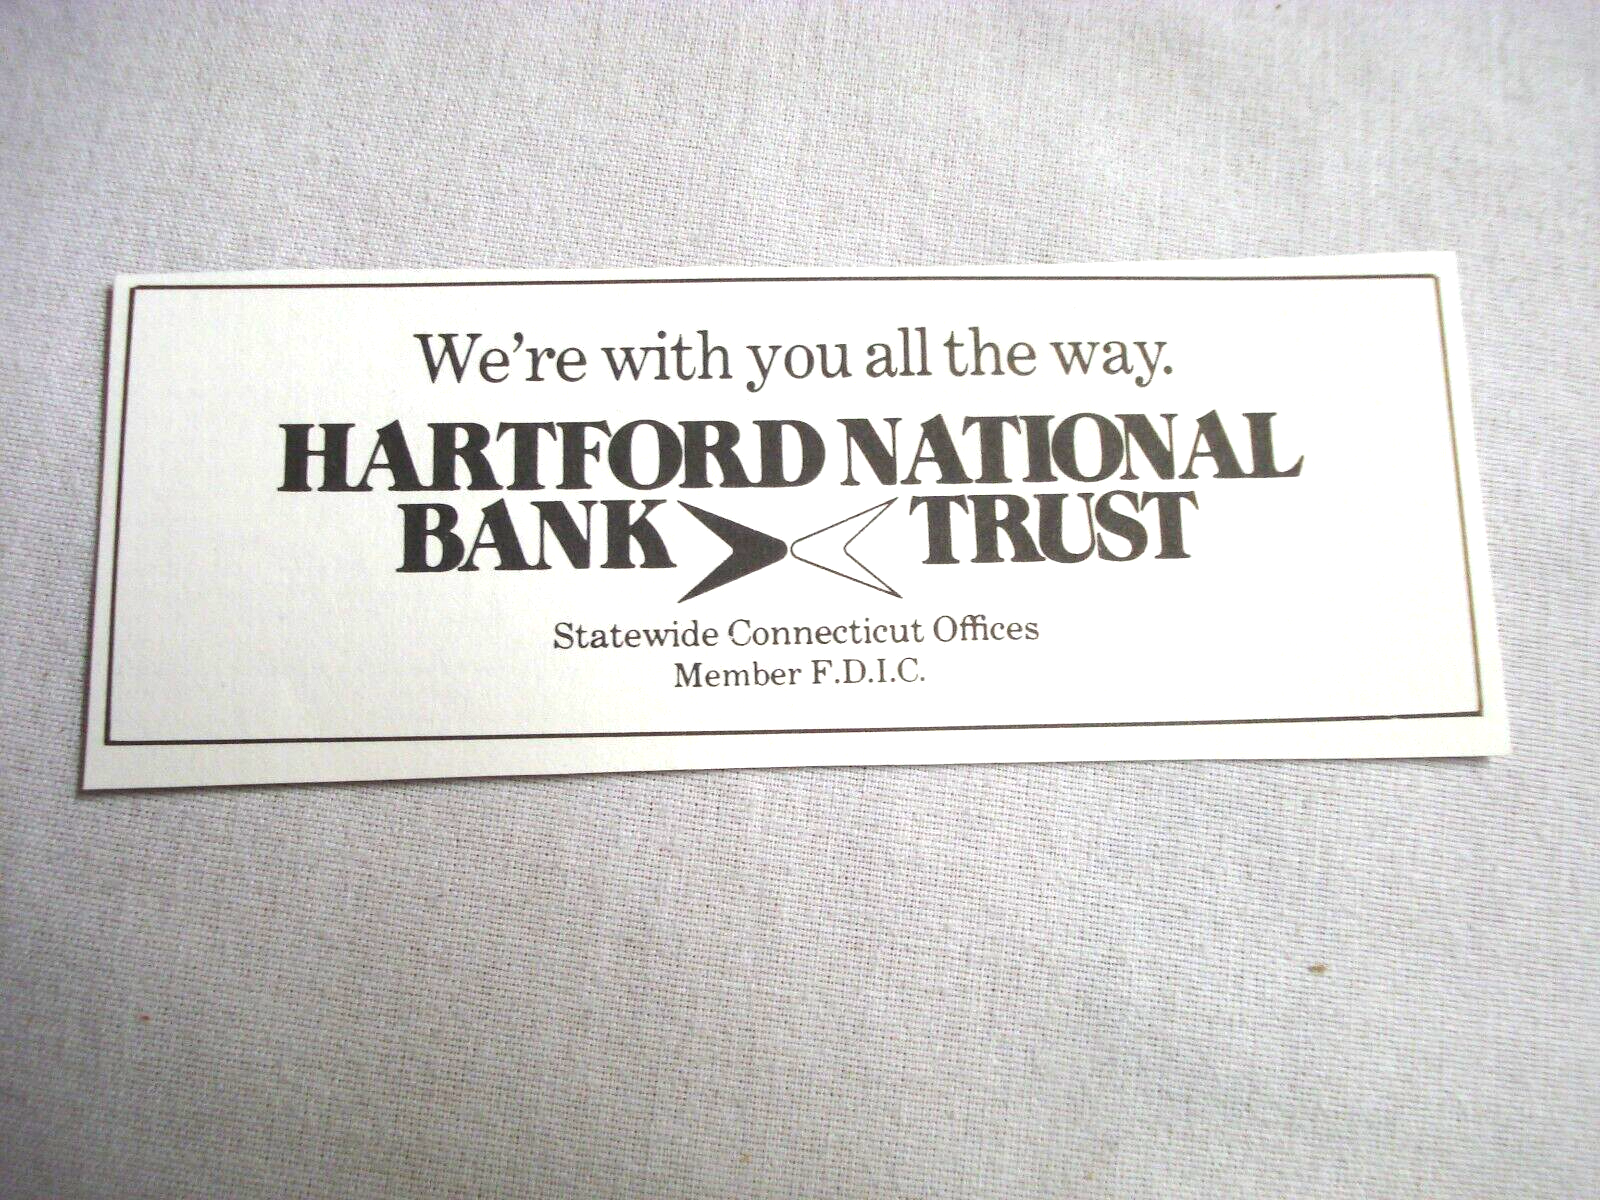 We're with you all the way.
HARTFORD NATIONAL
BANK TRUST
Statewide Connecticut Offices
Member F.D.I.C.